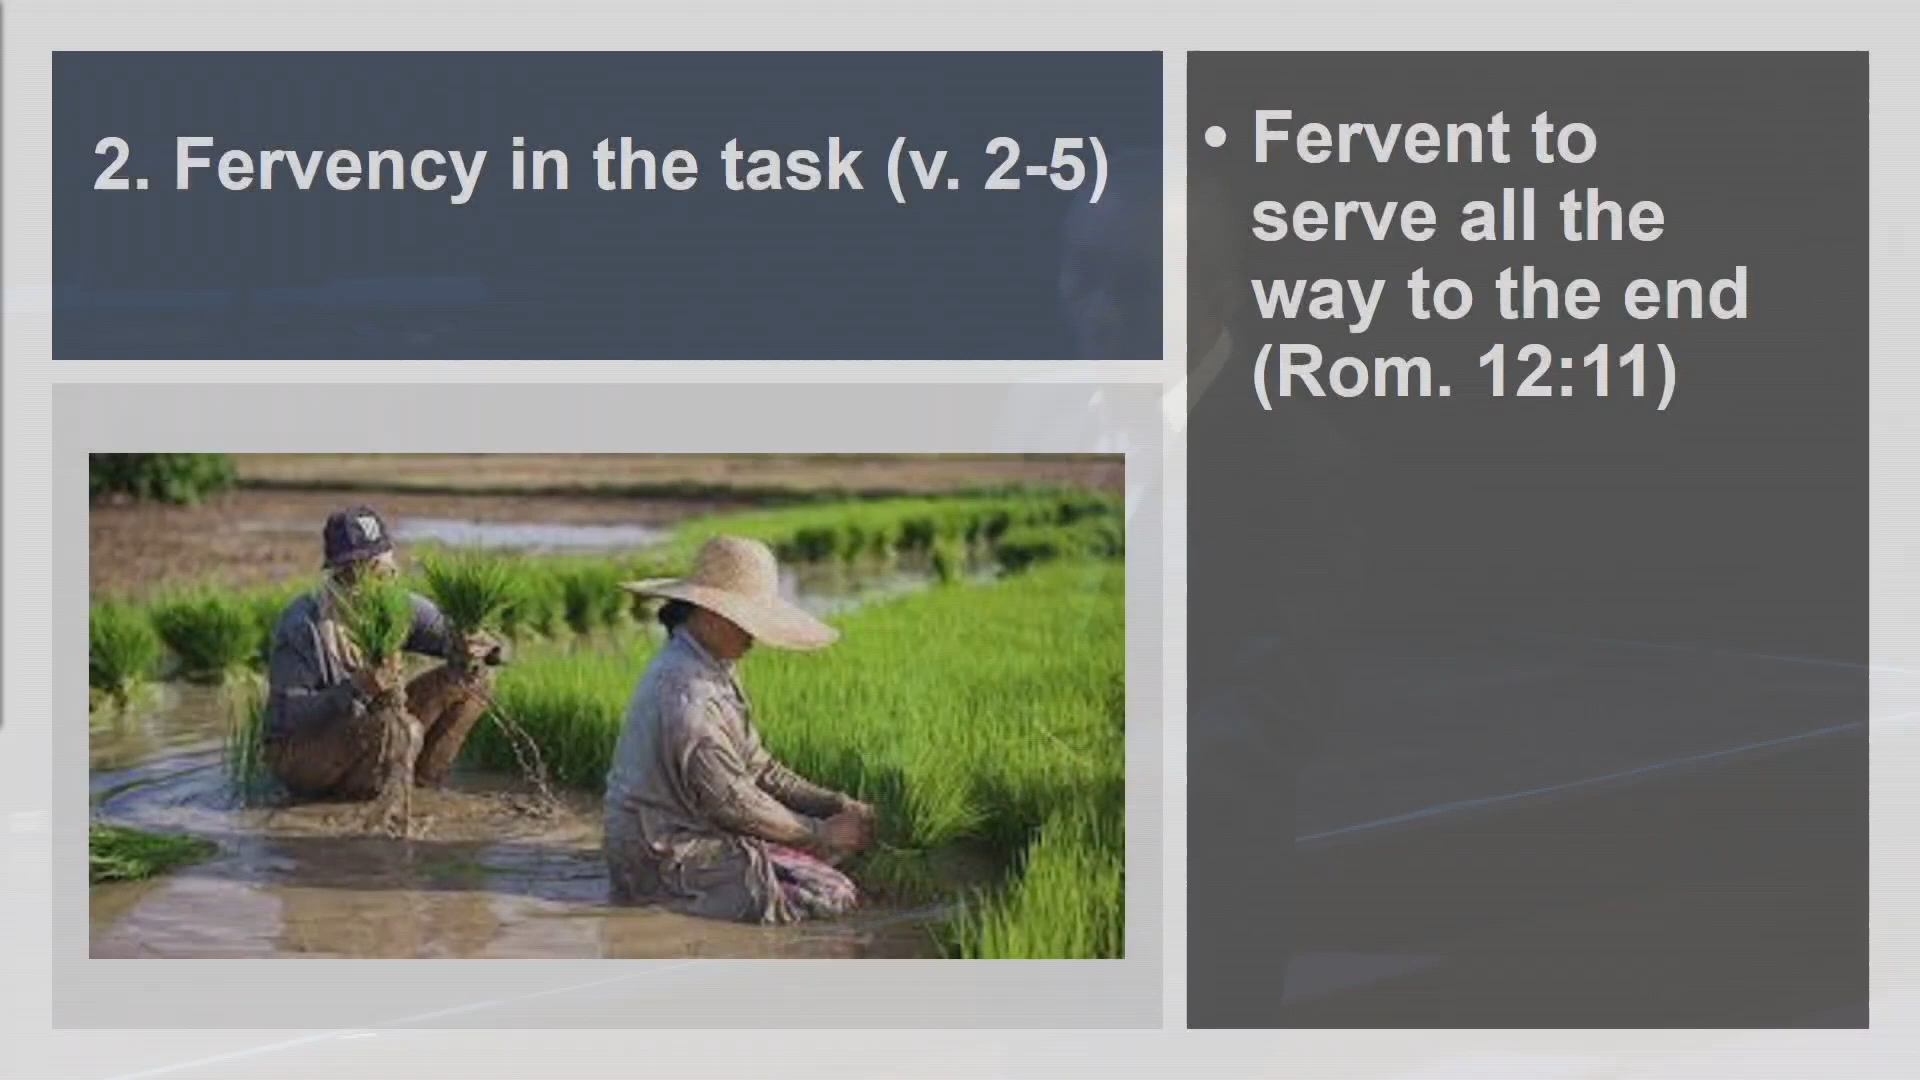 2. Fervency in the task (v. 2-5)
• Fervent to
serve all the
way to the end
(Rom. 12:11)